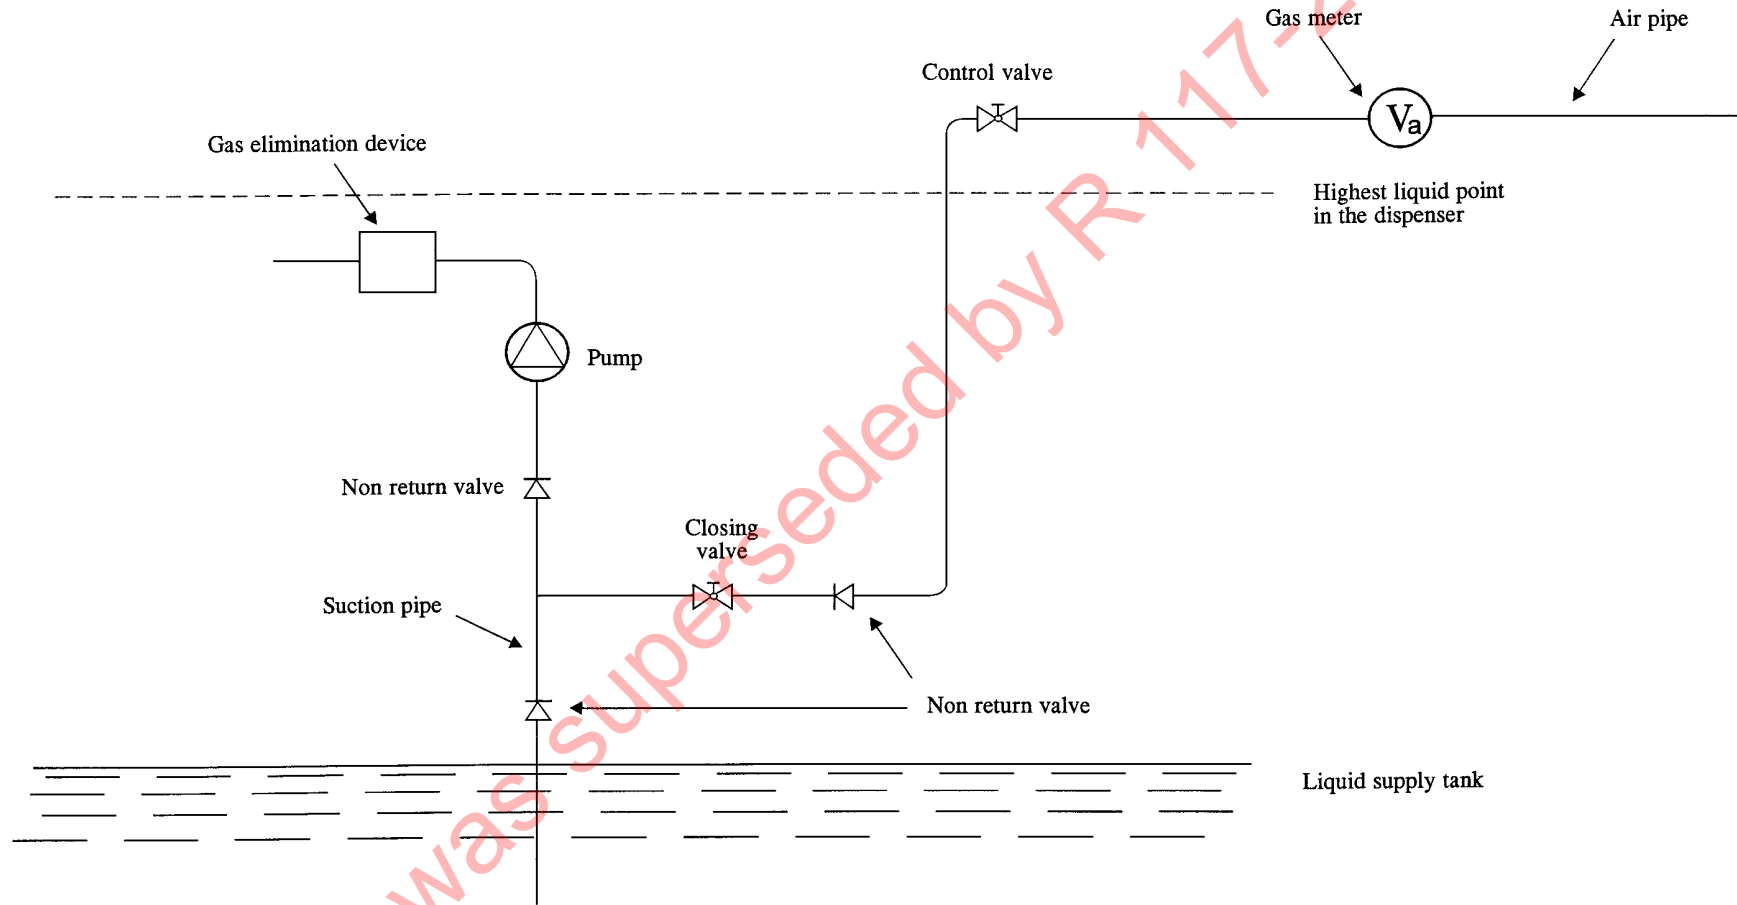 Gas meter
Air pipe
Control valve
Va
Gas elimination device
Highest liquid point
in the dispenser
Pump
Non return valve
Closing
valve
Suction pipe
Non return valve
Liquid supply tank
was superseded by R 117-